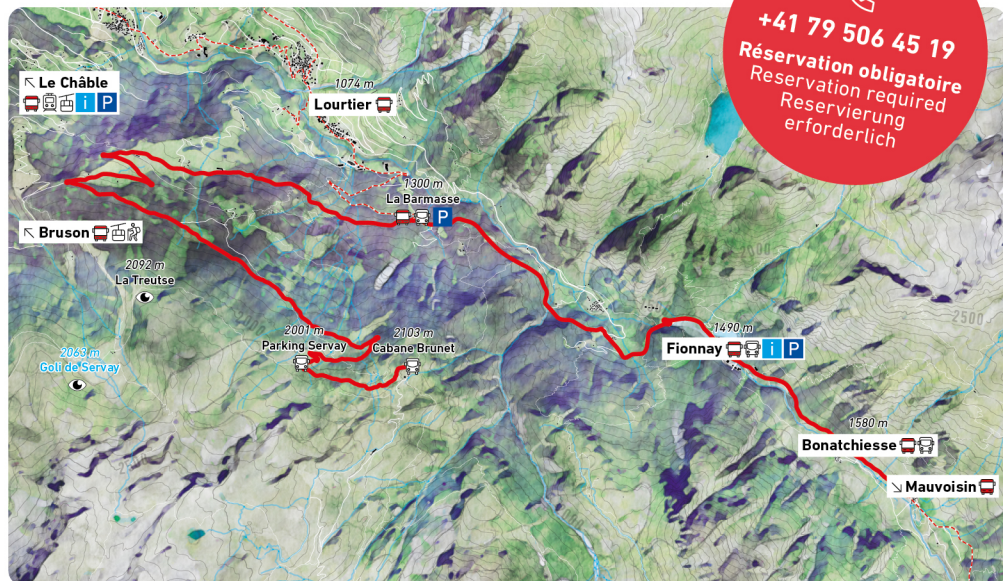 +41 79 506 45 19
Réservation obligatoire
Reservation required
Reservierung
erforderlich
↖ Le Châble
i P
1074 m
Lourtier
1300 m
La Barmasse
P
↖ Bruson
2092 m
La Treutse
2063 m
Goli de Servay
2001 m
Parking Servay
2103 m
Cabane Brunet
1490 m
Fionnay
i P
1580 m
Bonatchiesse
↘ Mauvoisin
2500